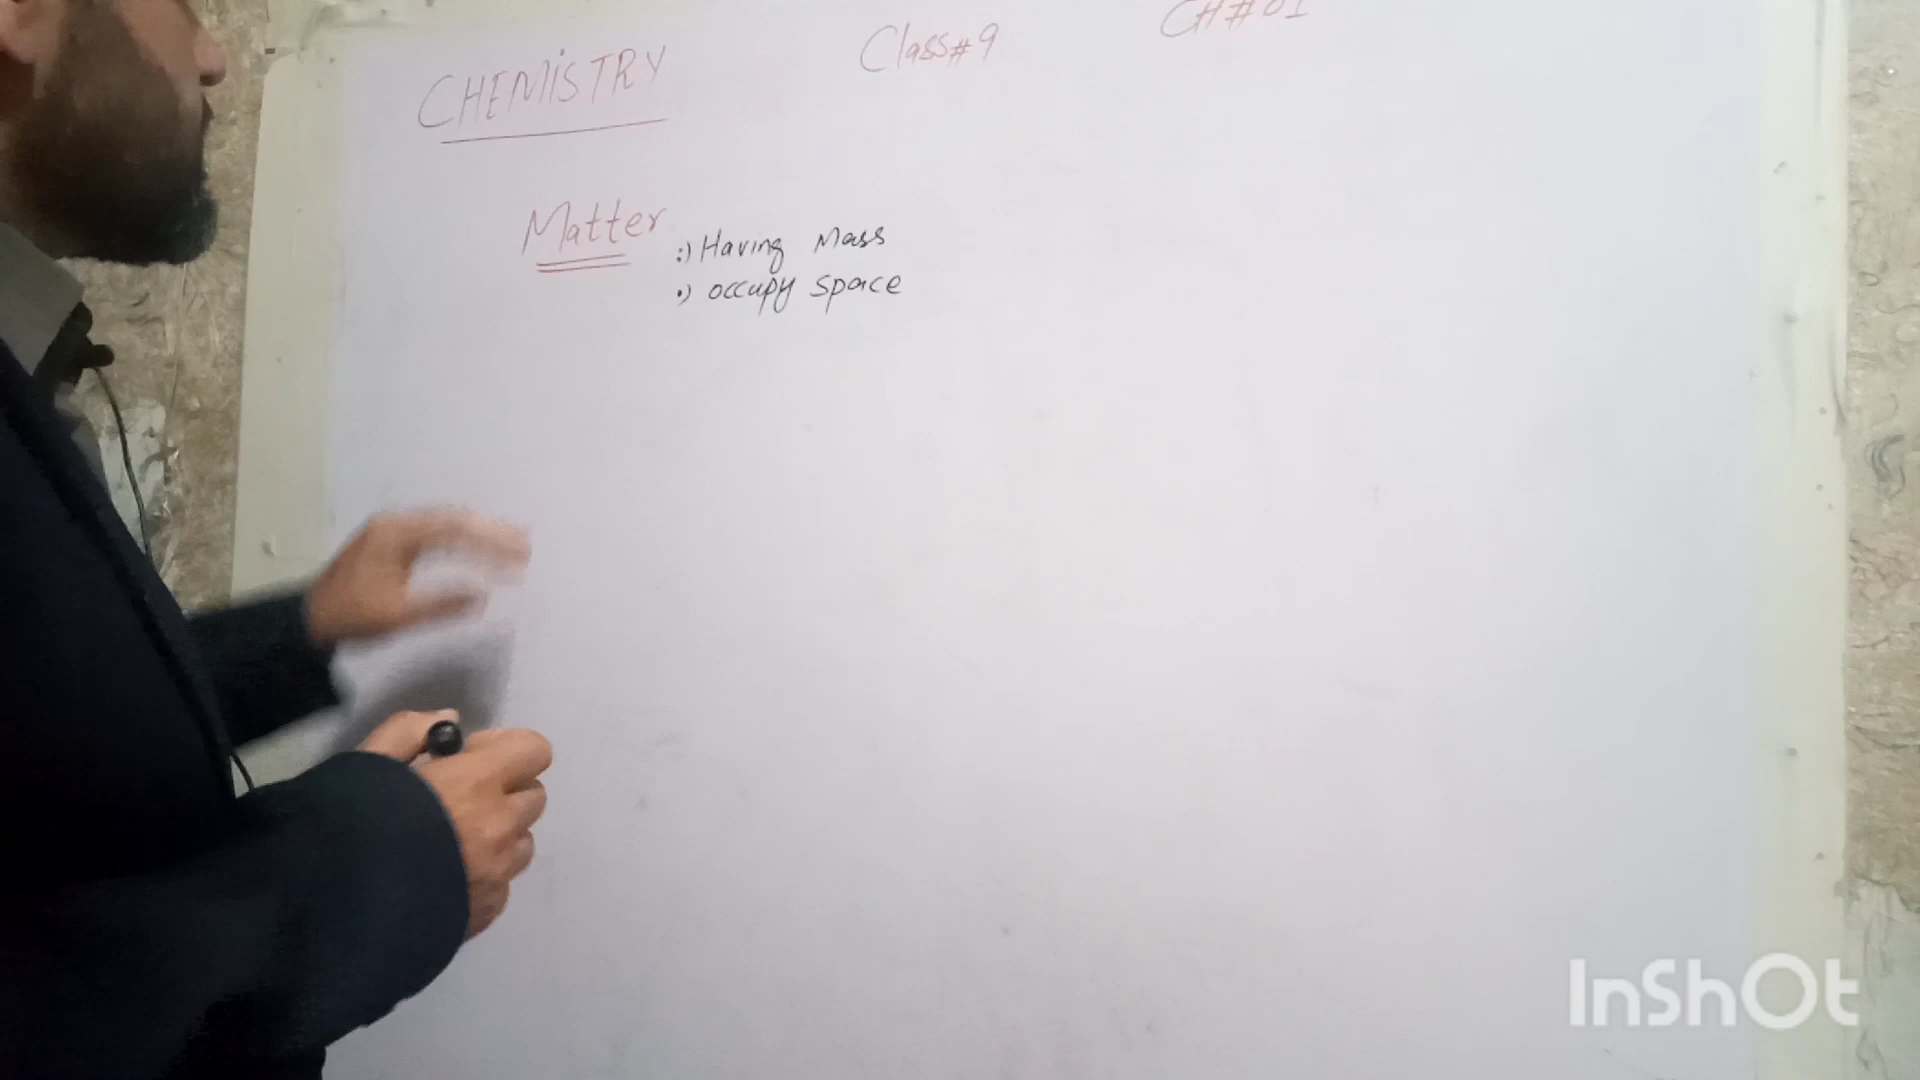 CHEMISTRY Class#9 CH#01
Matter
:) Having Mass
•) Occupy space
InShOt